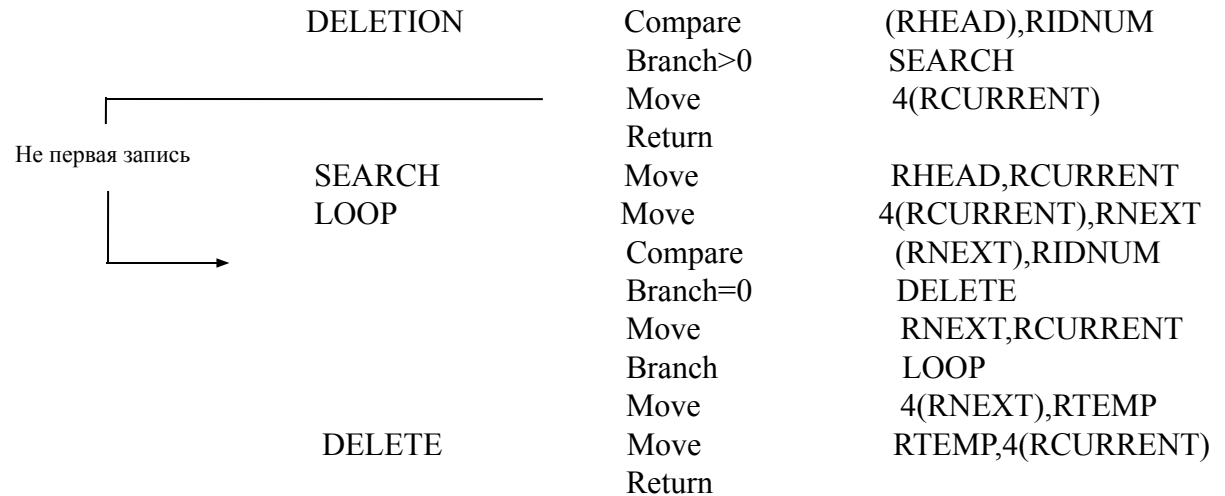 DELETION Compare (RHEAD),RIDNUM
Branch>0 SEARCH
Move 4(RCURRENT)
Return
Не первая запись
SEARCH Move RHEAD,RCURRENT
LOOP Move 4(RCURRENT),RNEXT
Compare (RNEXT),RIDNUM
Branch=0 DELETE
Move RNEXT,RCURRENT
Branch LOOP
Move 4(RNEXT),RTEMP
DELETE Move RTEMP,4(RCURRENT)
Return